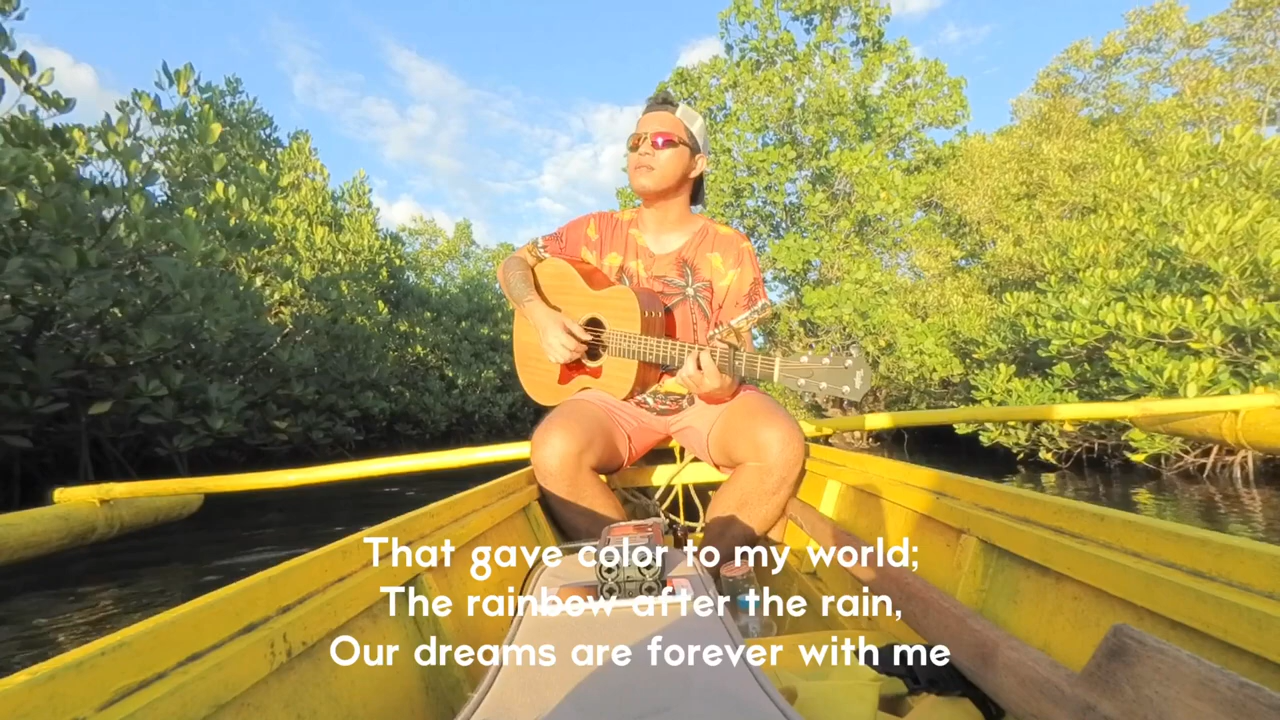 That gave color to my world;
The rainbow after the rain,
Our dreams are forever with me